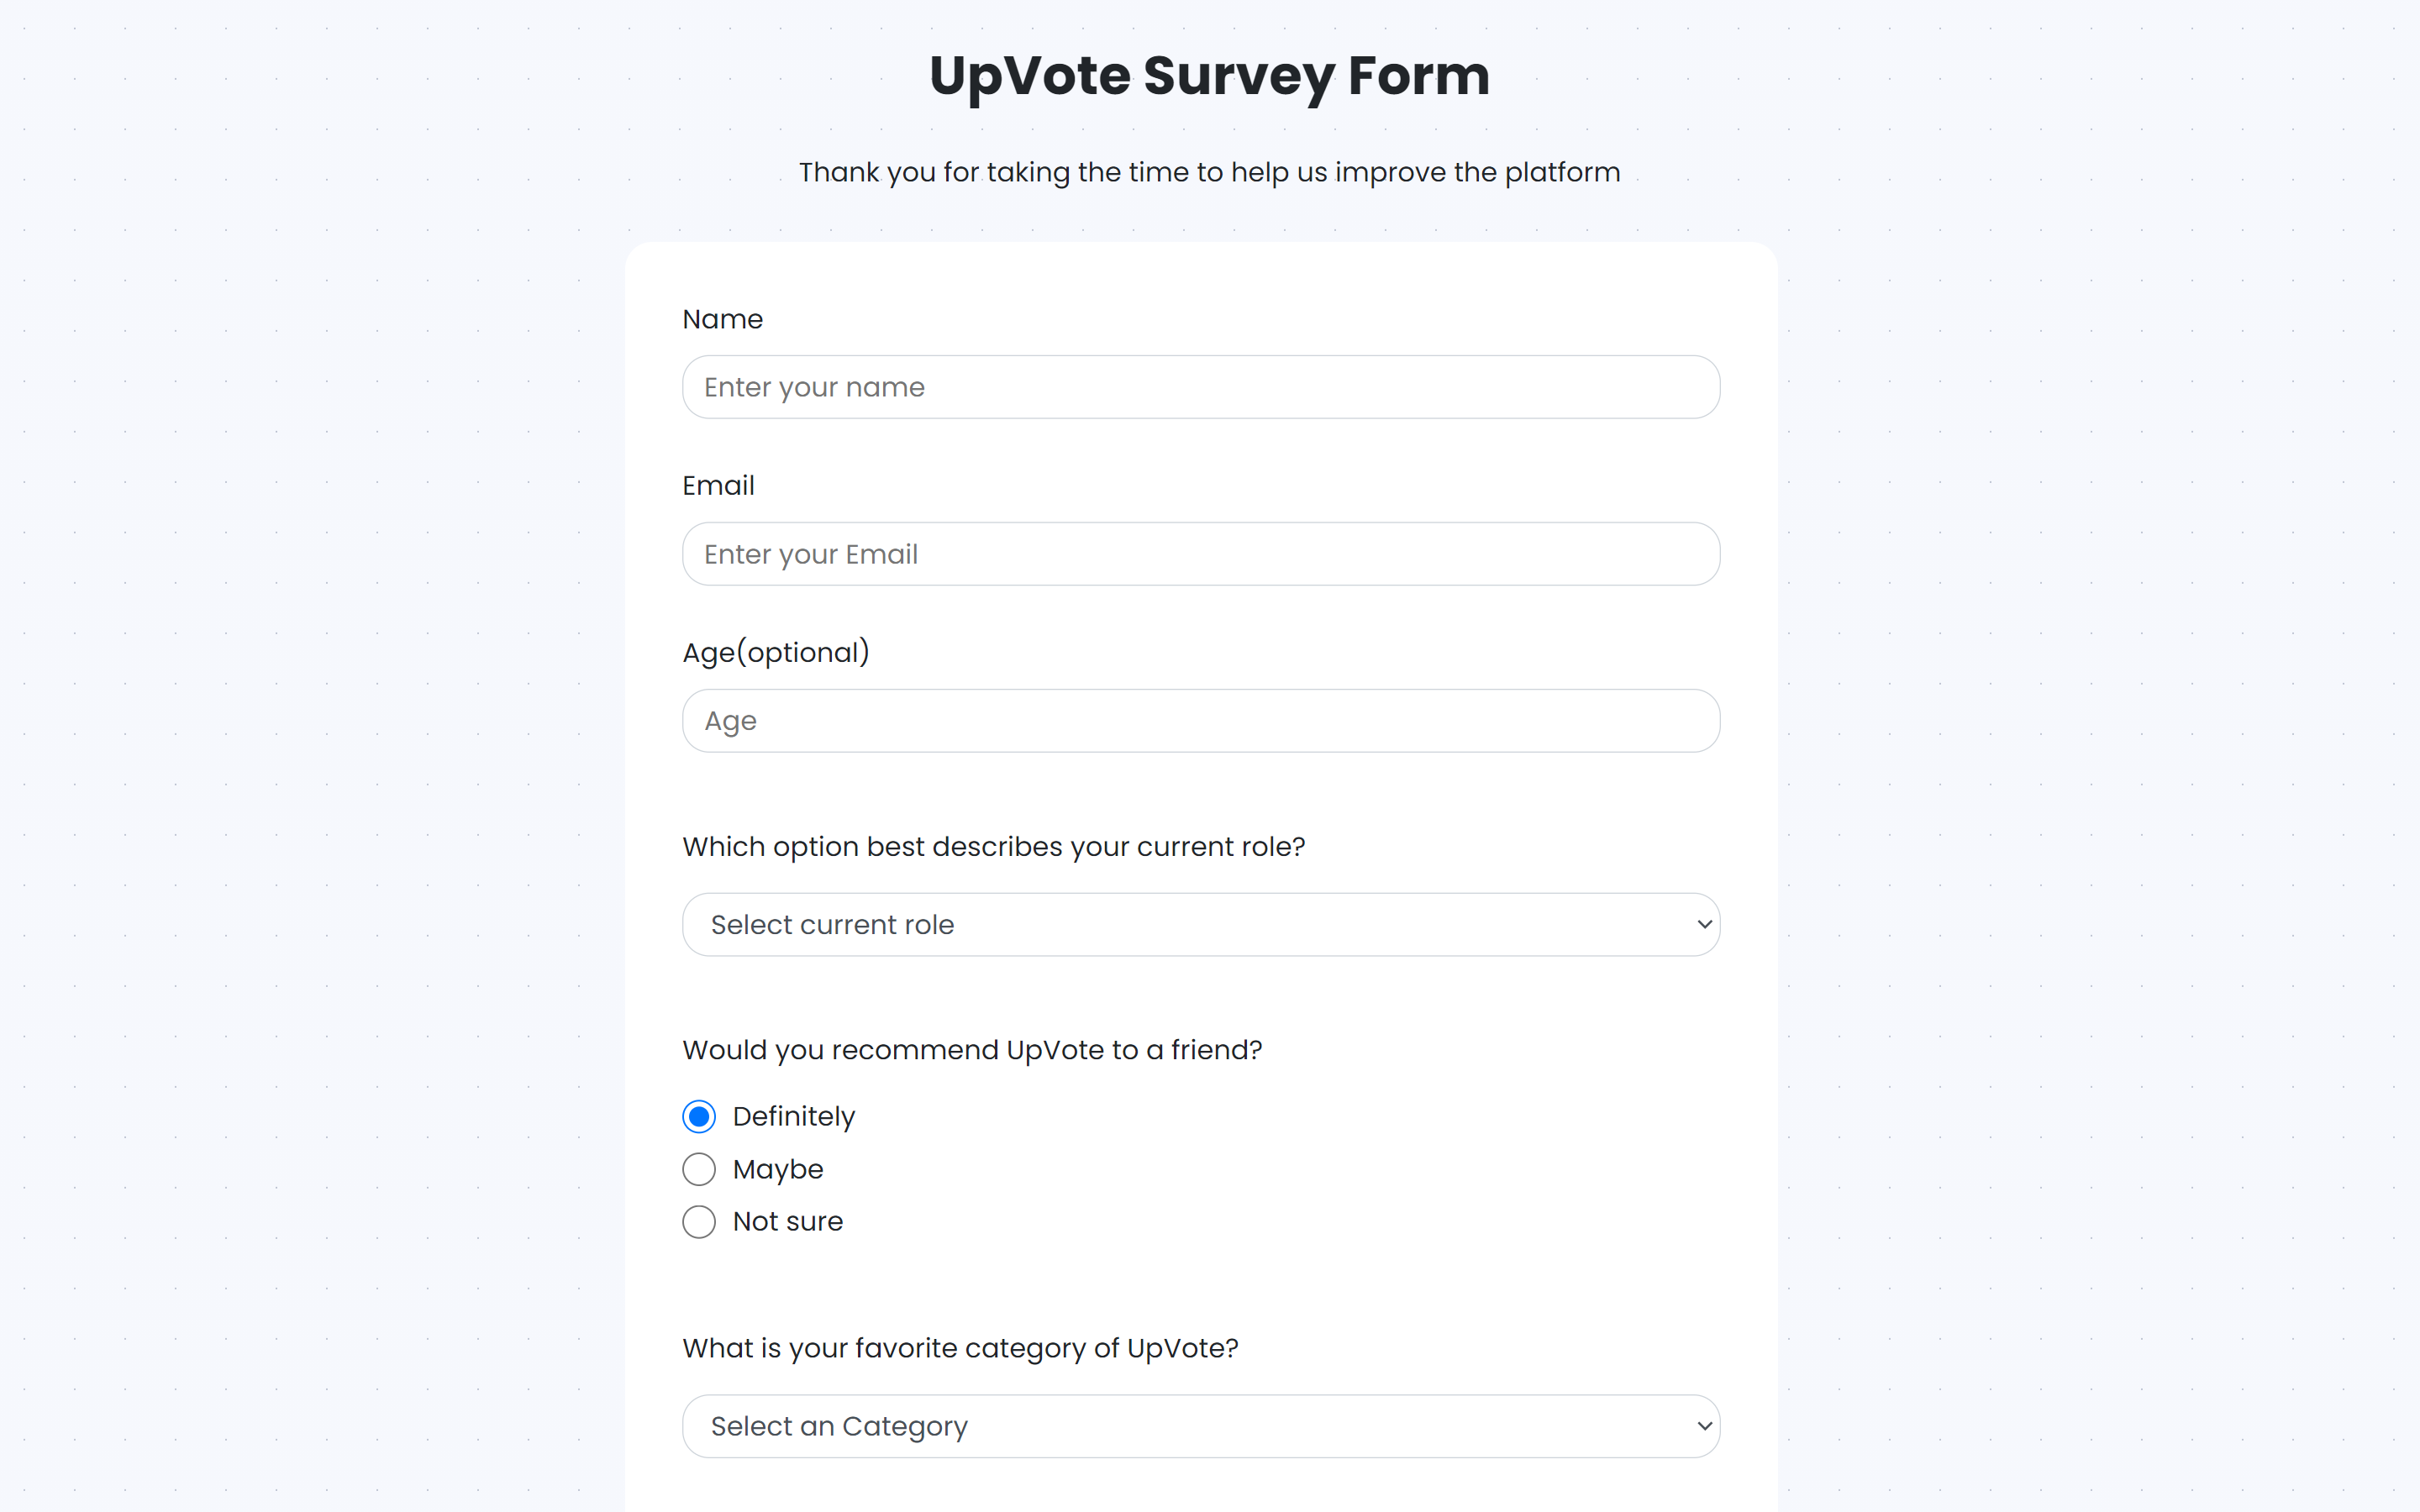 UpVote Survey Form
Thank you for taking the time to help us improve the platform
Name
Enter your name
Email
Enter your Email
Age(optional)
Age
Which option best describes your current role?
Select current role
Would you recommend UpVote to a friend?
Definitely
Maybe
Not sure
What is your favorite category of UpVote?
Select an Category